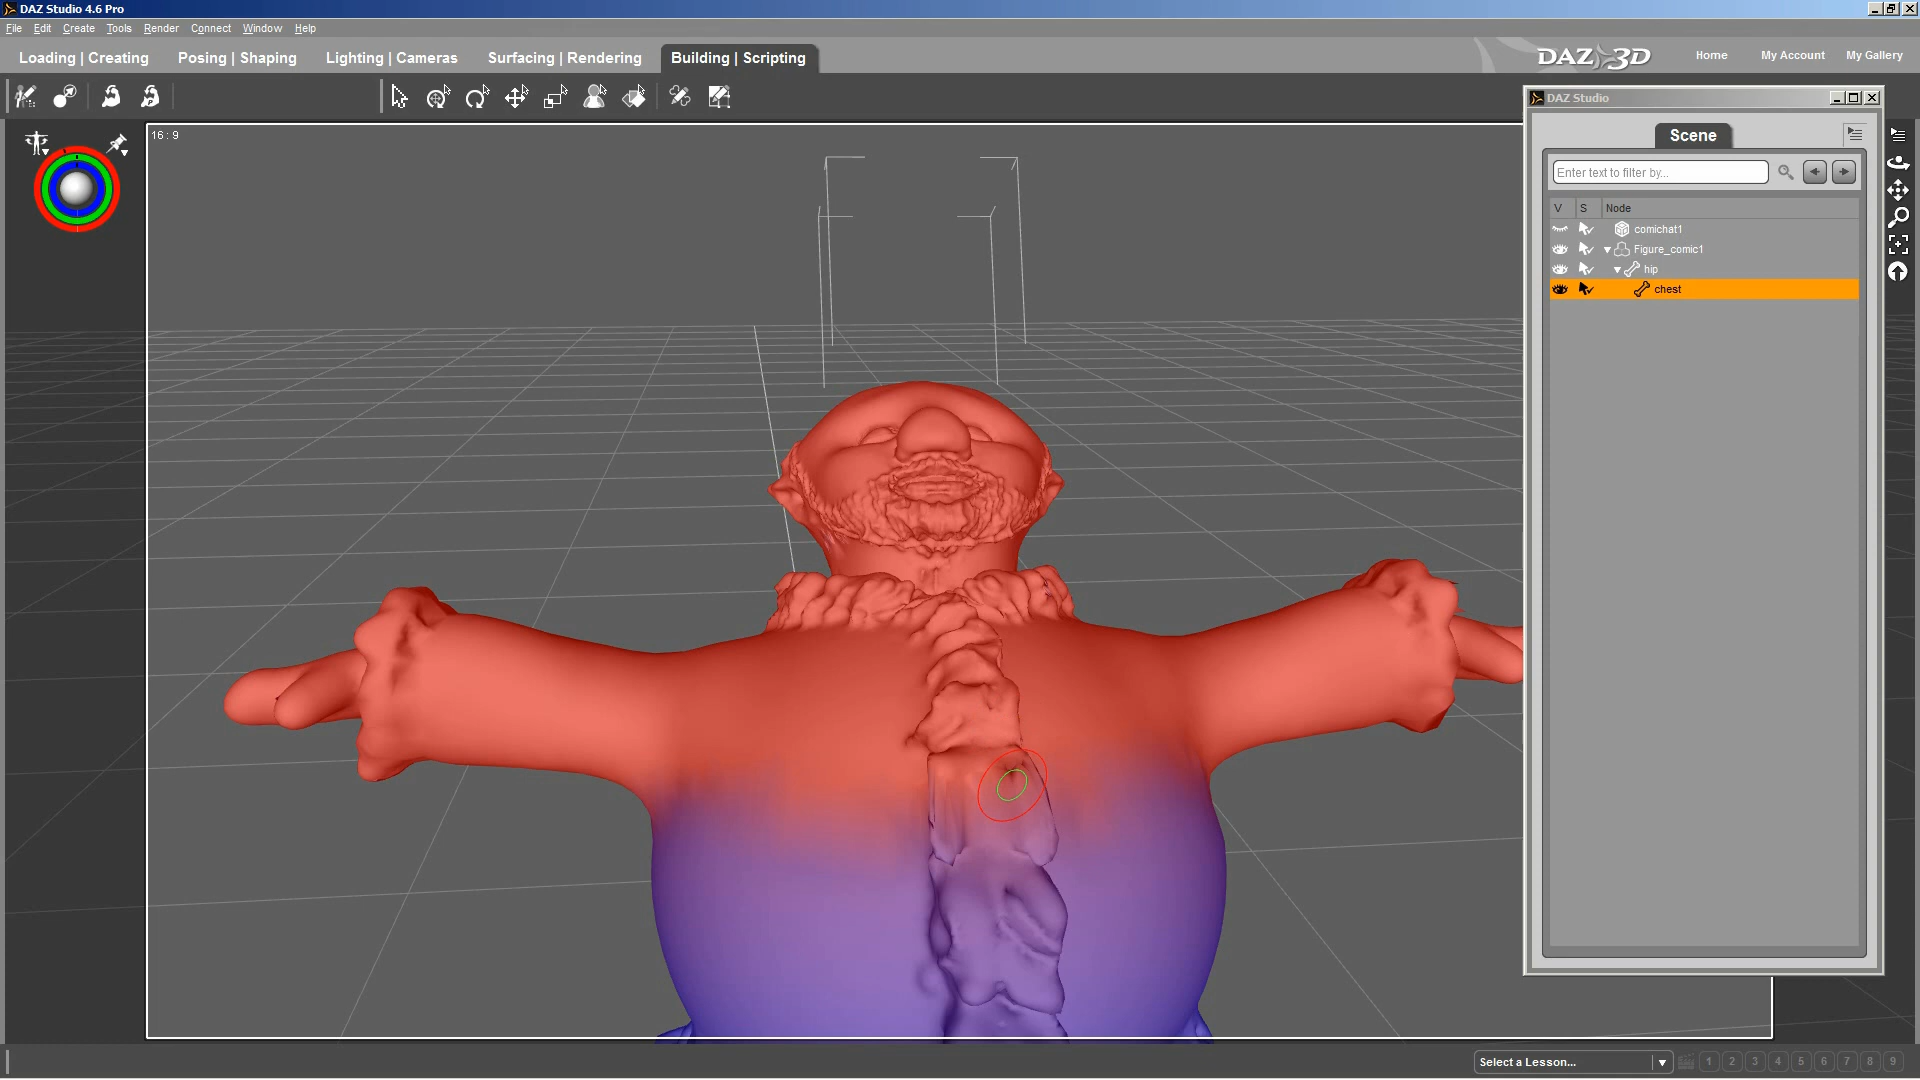 DAZ Studio 4.6 Pro
File Edit Create Tools Render Connect Window Help
Loading | Creating Posing | Shaping Lighting | Cameras Surfacing | Rendering Building | Scripting
DAZ 3D Home My Account My Gallery
16 : 9
DAZ Studio
Scene
Enter text to filter by...
V S Node
comichat1
Figure_comic1
hip
chest
Select a Lesson... 1 2 3 4 5 6 7 8 9